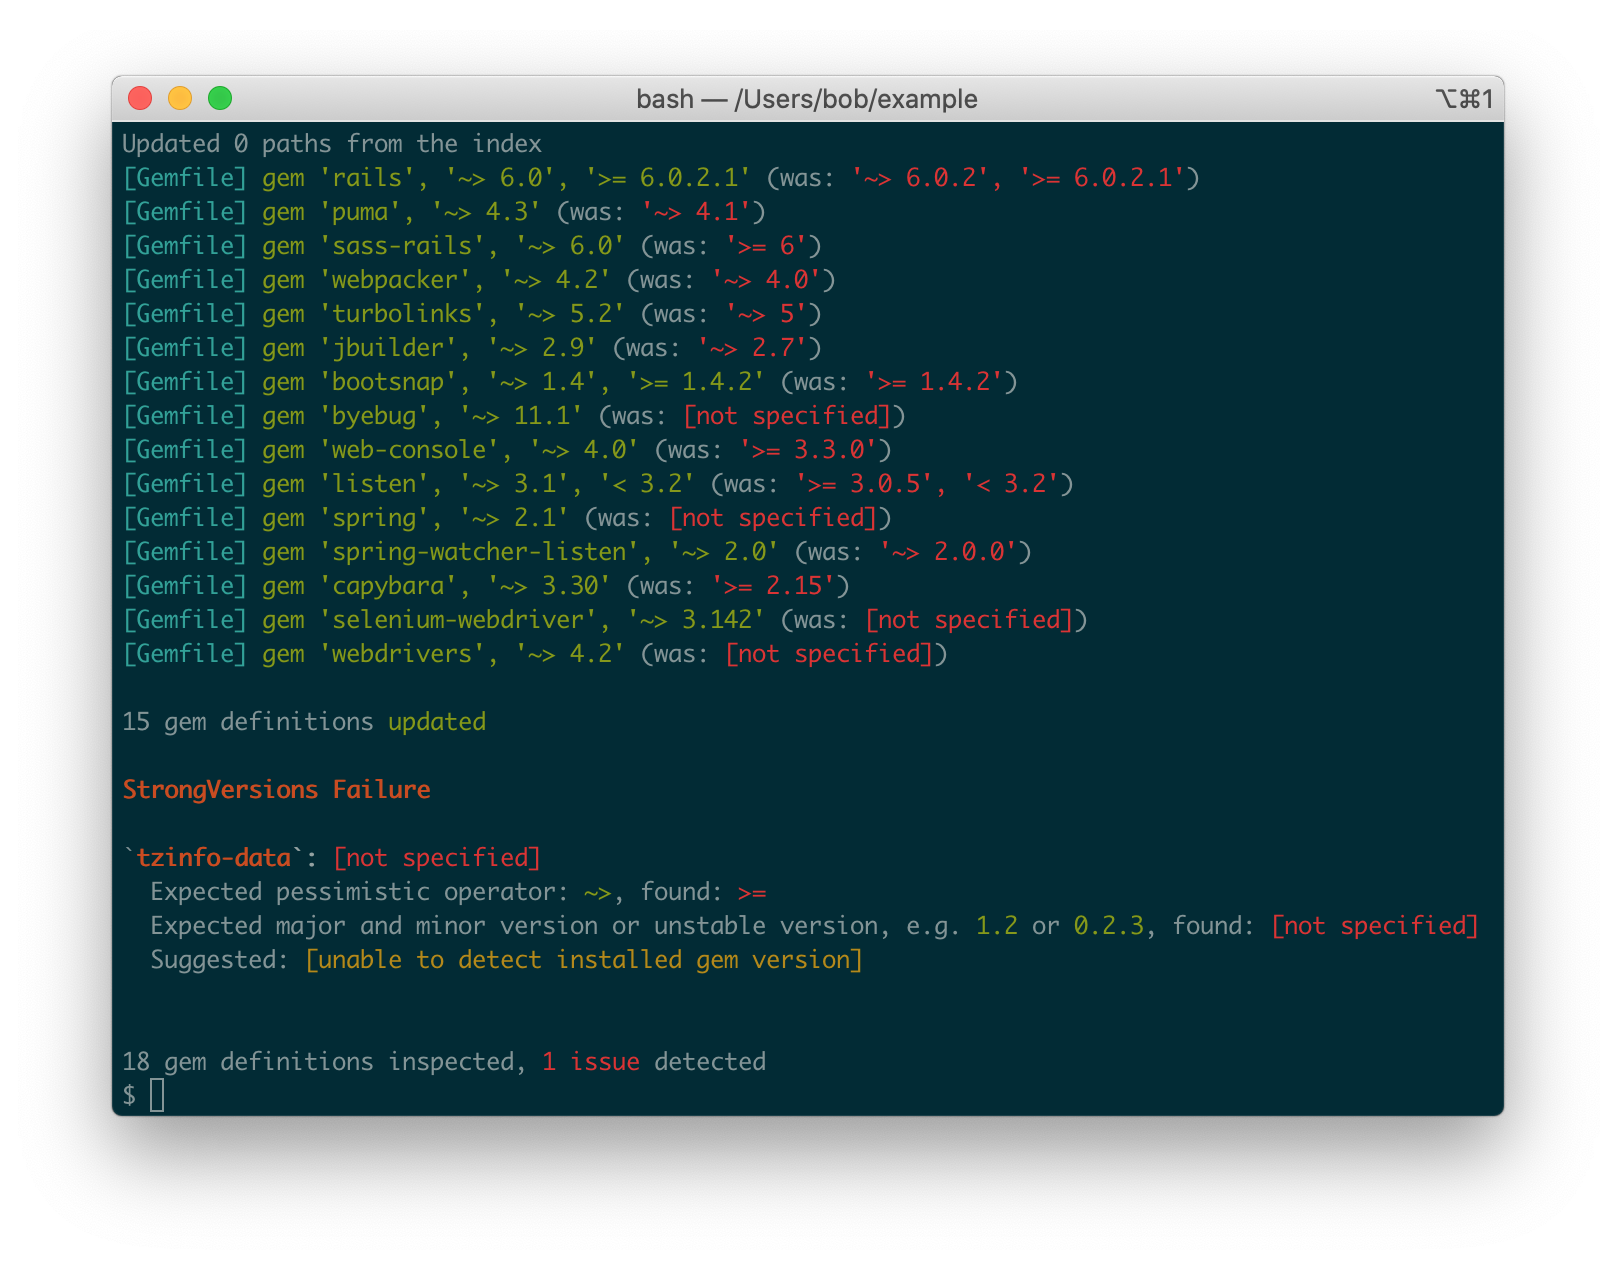 bash — /Users/bob/example ⌥⌘1
Updated 0 paths from the index
[Gemfile] gem 'rails', '~> 6.0', '>= 6.0.2.1' (was: '~> 6.0.2', '>= 6.0.2.1')
[Gemfile] gem 'puma', '~> 4.3' (was: '~> 4.1')
[Gemfile] gem 'sass-rails', '~> 6.0' (was: '>= 6')
[Gemfile] gem 'webpacker', '~> 4.2' (was: '~> 4.0')
[Gemfile] gem 'turbolinks', '~> 5.2' (was: '~> 5')
[Gemfile] gem 'jbuilder', '~> 2.9' (was: '~> 2.7')
[Gemfile] gem 'bootsnap', '~> 1.4', '>= 1.4.2' (was: '>= 1.4.2')
[Gemfile] gem 'byebug', '~> 11.1' (was: [not specified])
[Gemfile] gem 'web-console', '~> 4.0' (was: '>= 3.3.0')
[Gemfile] gem 'listen', '~> 3.1', '< 3.2' (was: '>= 3.0.5', '< 3.2')
[Gemfile] gem 'spring', '~> 2.1' (was: [not specified])
[Gemfile] gem 'spring-watcher-listen', '~> 2.0' (was: '~> 2.0.0')
[Gemfile] gem 'capybara', '~> 3.30' (was: '>= 2.15')
[Gemfile] gem 'selenium-webdriver', '~> 3.142' (was: [not specified])
[Gemfile] gem 'webdrivers', '~> 4.2' (was: [not specified])
15 gem definitions updated
StrongVersions Failure
`tzinfo-data`: [not specified]
Expected pessimistic operator: ~>, found: >=
Expected major and minor version or unstable version, e.g. 1.2 or 0.2.3, found: [not specified]
Suggested: [unable to detect installed gem version]
18 gem definitions inspected, 1 issue detected
$